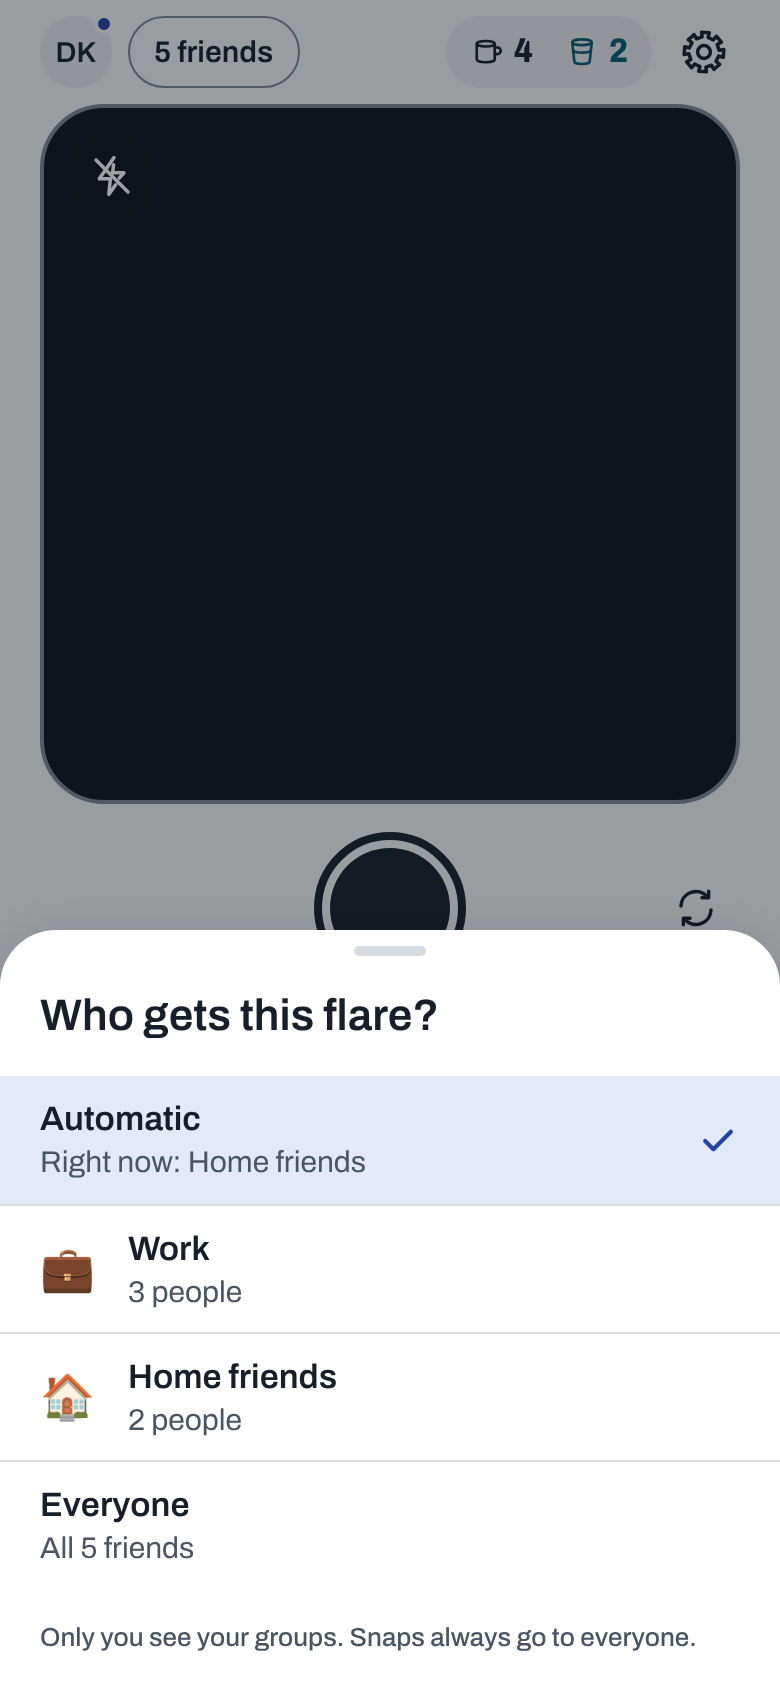 DK
5 friends
4
2
Who gets this flare?
Automatic
Right now: Home friends
Work
3 people
Home friends
2 people
Everyone
All 5 friends
Only you see your groups. Snaps always go to everyone.